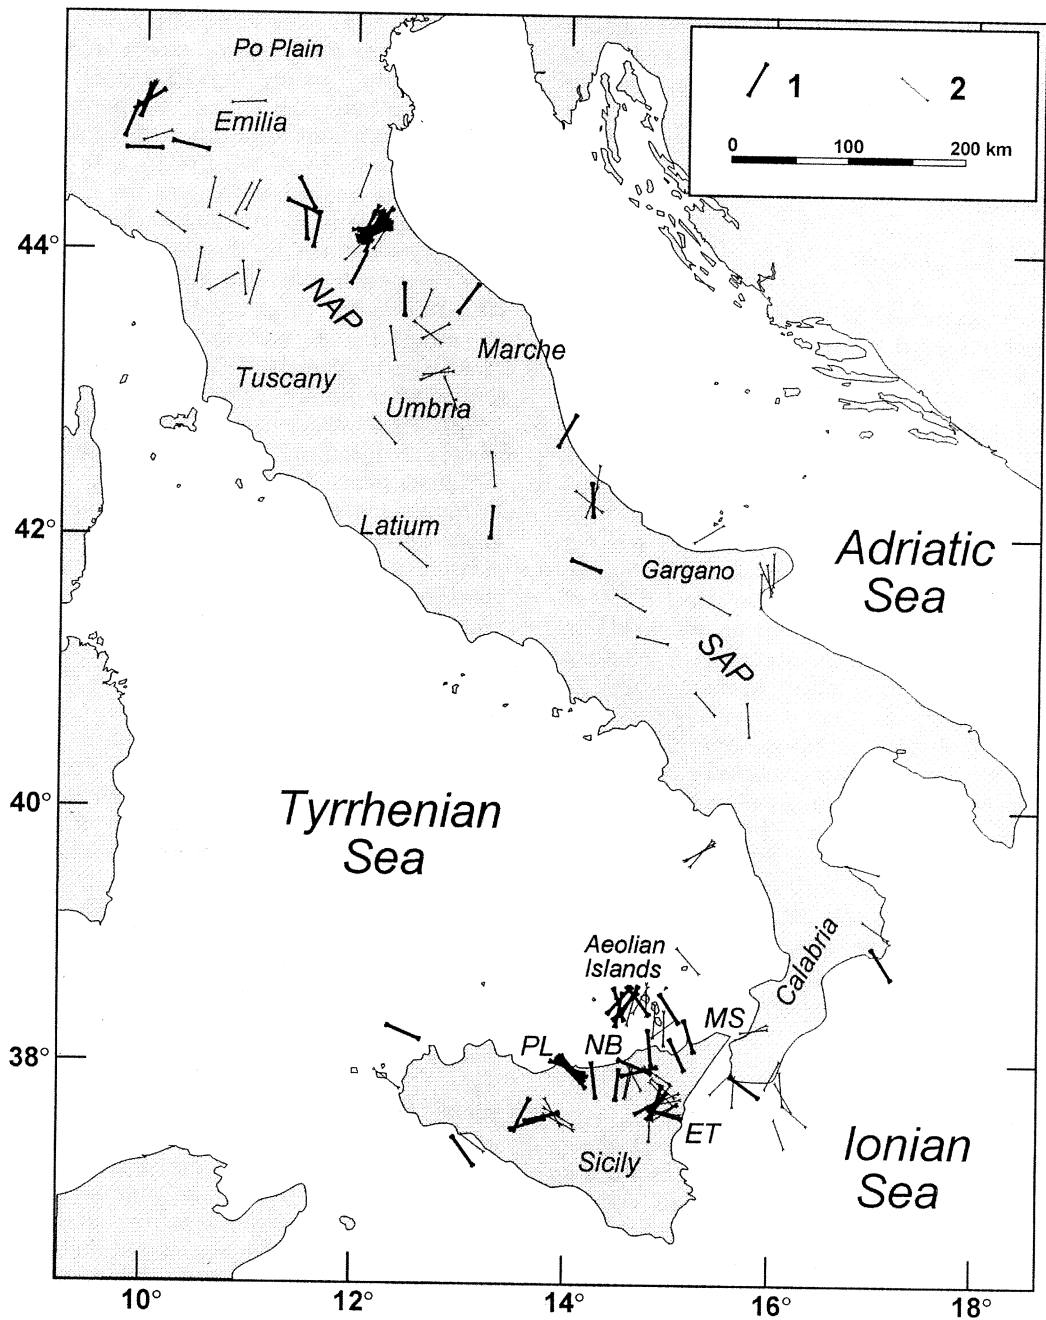 Po Plain
1
2
Emilia
0 100 200 km
44°
NAP
Marche
Tuscany
Umbria
42°
Latium
Adriatic
Sea
Gargano
SAP
40°
Tyrrhenian
Sea
Calabria
Aeolian
Islands
MS
38°
PL
NB
ET
Sicily
Ionian
Sea
10° 12° 14° 16° 18°